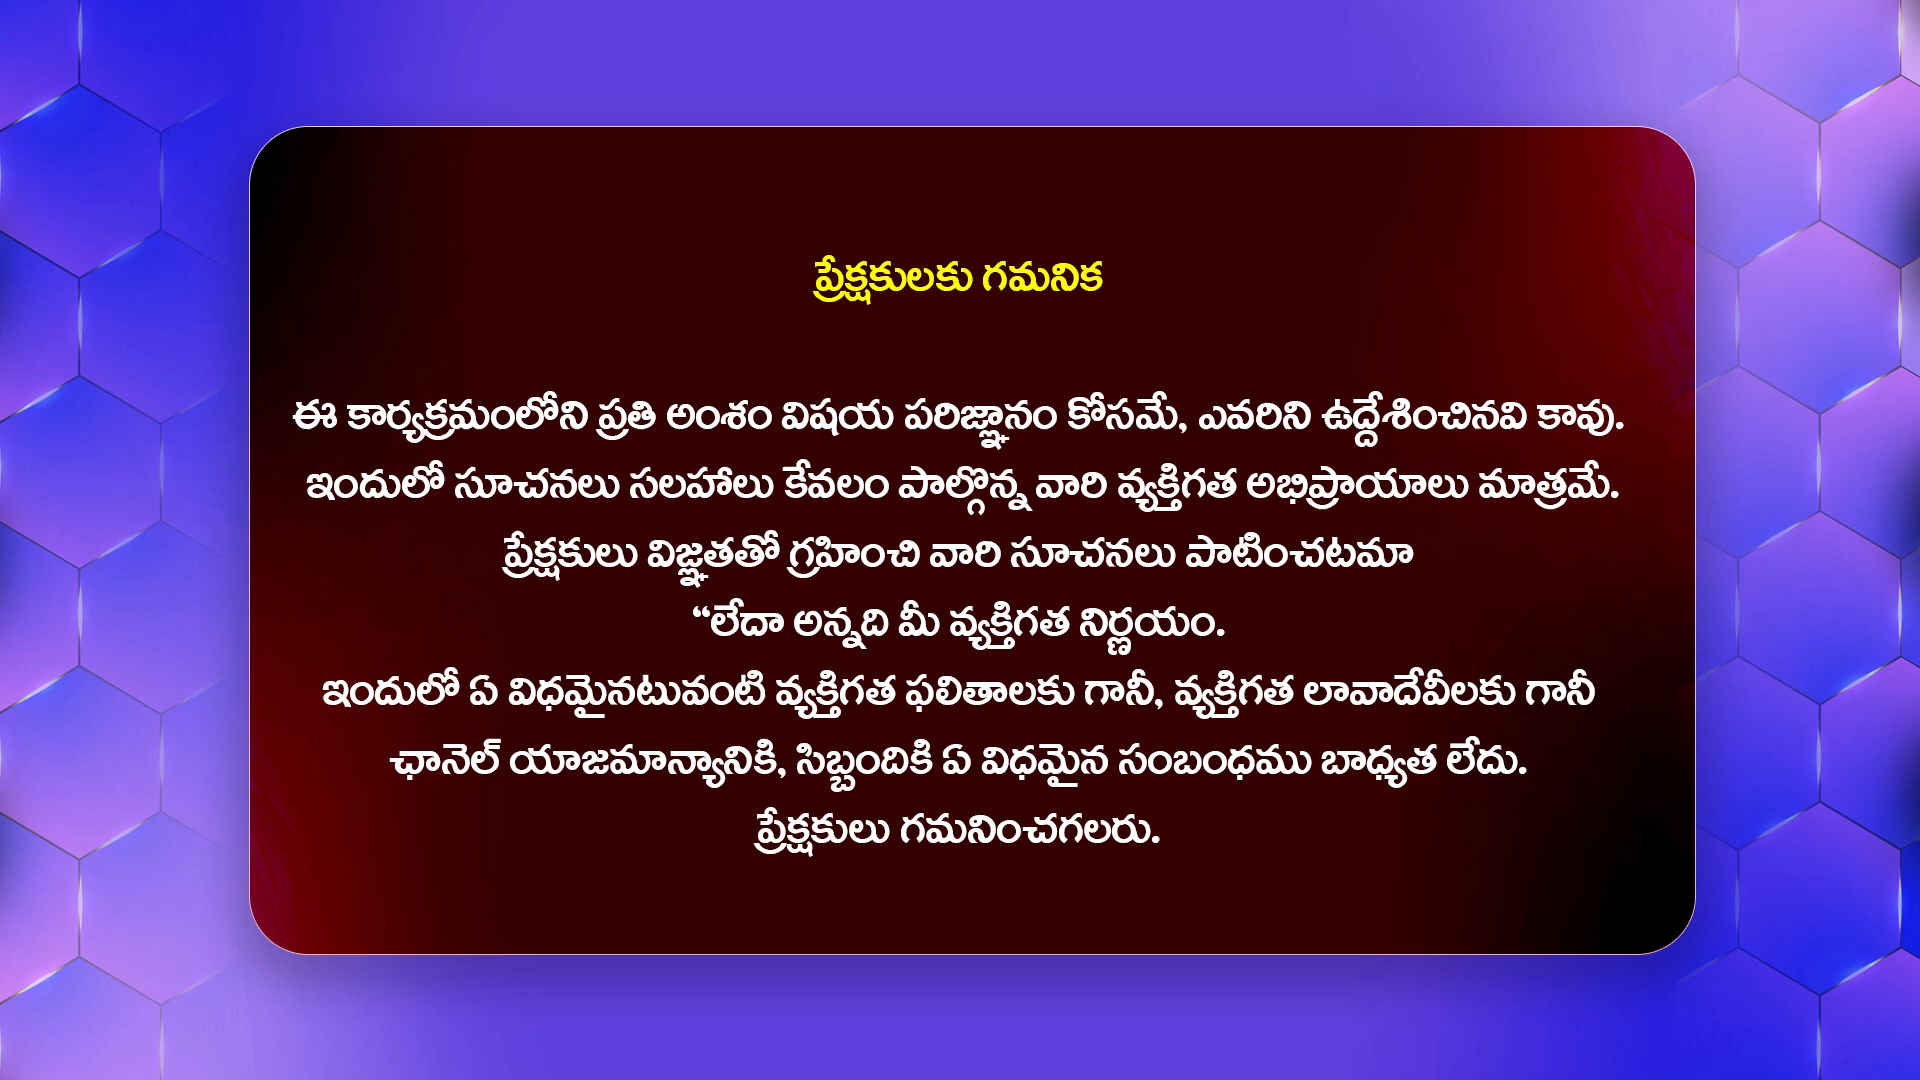 ప్రేక్షకులకు గమనిక
ఈ కార్యక్రమంలోని ప్రతి అంశం విషయ పరిజ్ఞానం కోసమే, ఎవరిని ఉద్దేశించినవి కావు.
ఇందులో సూచనలు సలహాలు కేవలం పాల్గొన్న వారి వ్యక్తిగత అభిప్రాయాలు మాత్రమే.
ప్రేక్షకులు విజ్ఞతతో గ్రహించి వారి సూచనలు పాటించటమా
“లేదా అన్నది మీ వ్యక్తిగత నిర్ణయం.
ఇందులో ఏ విధమైనటువంటి వ్యక్తిగత ఫలితాలకు గానీ, వ్యక్తిగత లావాదేవీలకు గానీ
ఛానెల్ యాజమాన్యానికి, సిబ్బందికి ఏ విధమైన సంబంధము బాధ్యత లేదు.
ప్రేక్షకులు గమనించగలరు.